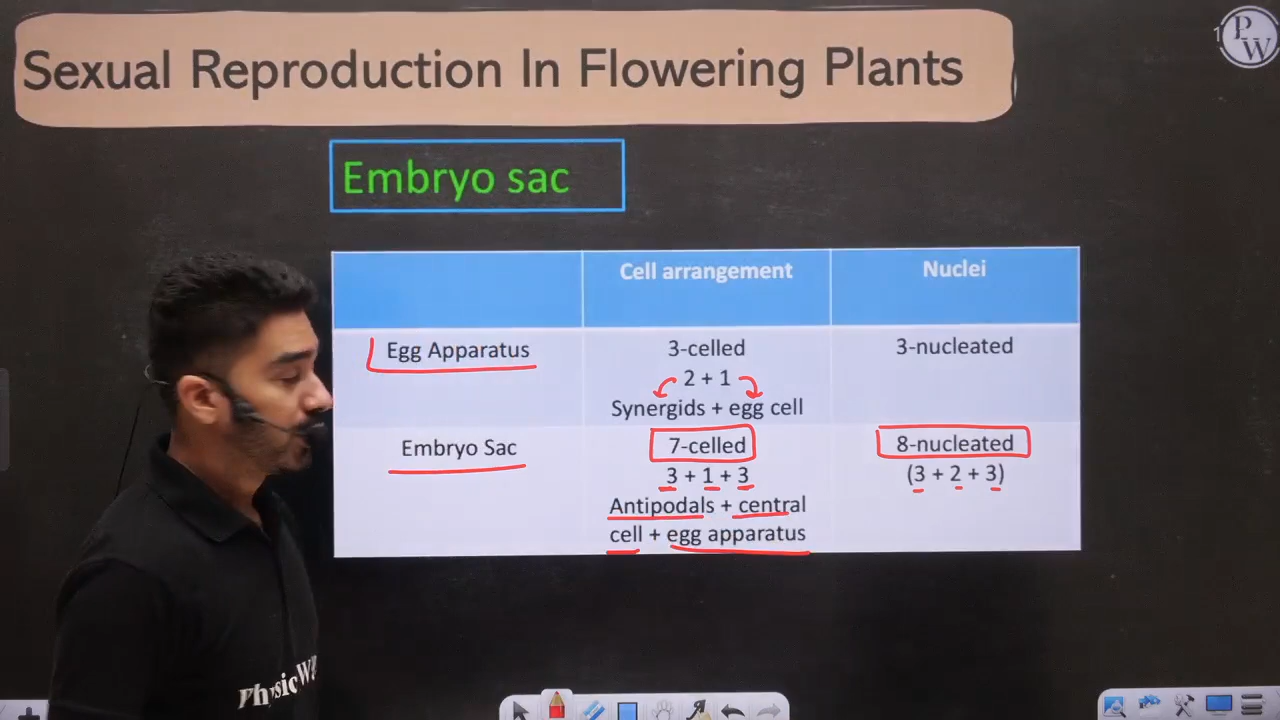 Sexual Reproduction In Flowering Plants
PW
Embryo sac
Cell arrangement
Nuclei
Egg Apparatus
3-celled
3-nucleated
2 + 1
Synergids + egg cell
Embryo Sac
7-celled
8-nucleated
3 + 1 + 3
(3 + 2 + 3)
Antipodals + central
cell + egg apparatus